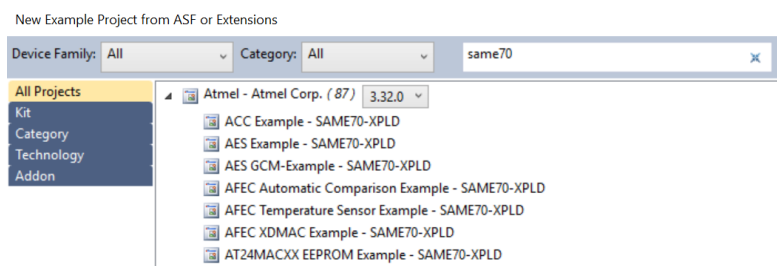 New Example Project from ASF or Extensions
Device Family: All Category: All same70
All Projects
Kit
Category
Technology
Addon
Atmel - Atmel Corp. (87) 3.32.0
ACC Example - SAME70-XPLD
AES Example - SAME70-XPLD
AES GCM-Example - SAME70-XPLD
AFEC Automatic Comparison Example - SAME70-XPLD
AFEC Temperature Sensor Example - SAME70-XPLD
AFEC XDMAC Example - SAME70-XPLD
AT24MACXX EEPROM Example - SAME70-XPLD